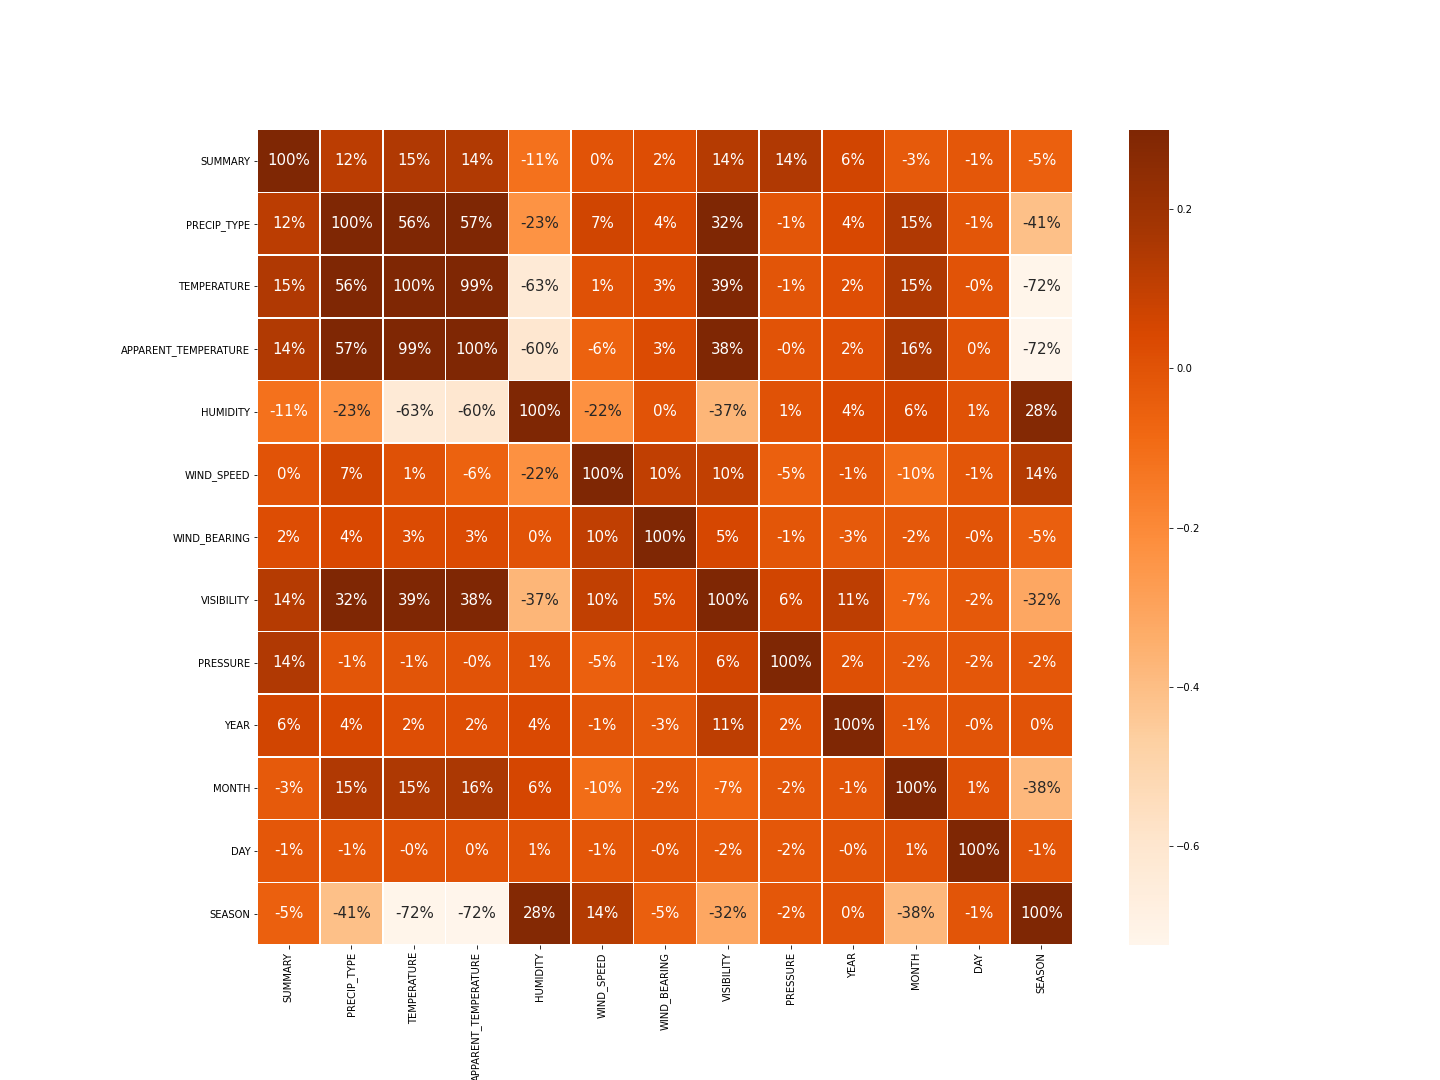 SUMMARY 100% 12% 15% 14% -11% 0% 2% 14% 14% 6% -3% -1% -5%
0.2
PRECIP_TYPE 12% 100% 56% 57% -23% 7% 4% 32% -1% 4% 15% -1% -41%
TEMPERATURE 15% 56% 100% 99% -63% 1% 3% 39% -1% 2% 15% -0% -72%
APPARENT_TEMPERATURE 14% 57% 99% 100% -60% -6% 3% 38% -0% 2% 16% 0% -72%
0.0
HUMIDITY -11% -23% -63% -60% 100% -22% 0% -37% 1% 4% 6% 1% 28%
WIND_SPEED 0% 7% 1% -6% -22% 100% 10% 10% -5% -1% -10% -1% 14%
−0.2
WIND_BEARING 2% 4% 3% 3% 0% 10% 100% 5% -1% -3% -2% -0% -5%
VISIBILITY 14% 32% 39% 38% -37% 10% 5% 100% 6% 11% -7% -2% -32%
PRESSURE 14% -1% -1% -0% 1% -5% -1% 6% 100% 2% -2% -2% -2%
−0.4
YEAR 6% 4% 2% 2% 4% -1% -3% 11% 2% 100% -1% -0% 0%
MONTH -3% 15% 15% 16% 6% -10% -2% -7% -2% -1% 100% 1% -38%
DAY -1% -1% -0% 0% 1% -1% -0% -2% -2% -0% 1% 100% -1%
−0.6
SEASON -5% -41% -72% -72% 28% 14% -5% -32% -2% 0% -38% -1% 100%
SUMMARY
PRECIP_TYPE
TEMPERATURE
APPARENT_TEMPERATURE
HUMIDITY
WIND_SPEED
WIND_BEARING
VISIBILITY
PRESSURE
YEAR
MONTH
DAY
SEASON